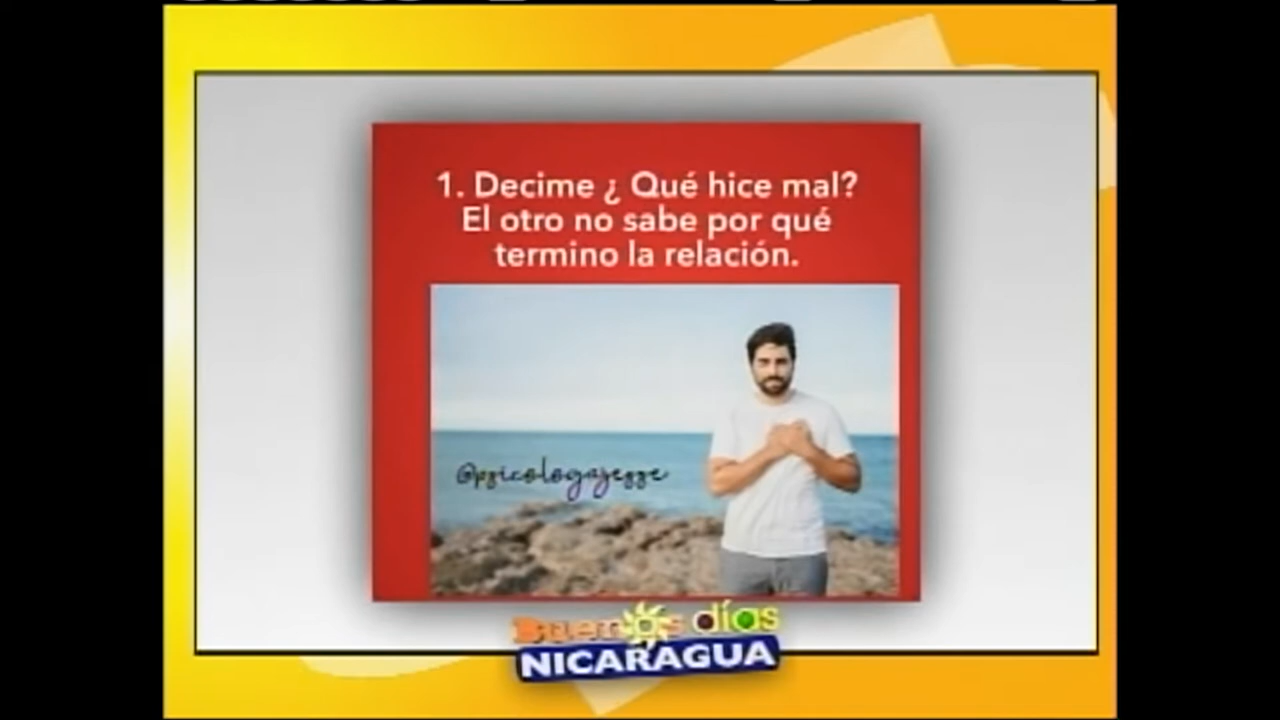 1. Decime ¿ Qué hice mal?
El otro no sabe por qué
termino la relación.
@psicologajesse
Buenos días
NICARAGUA